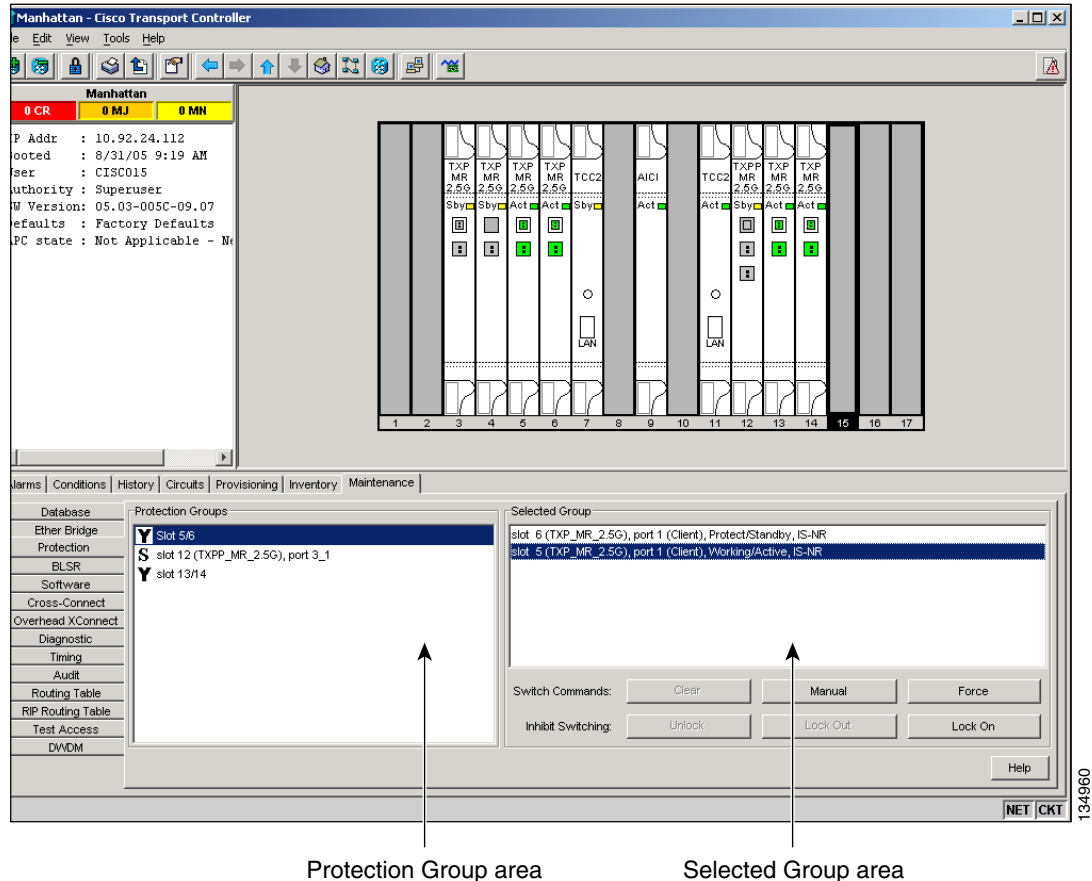 Manhattan - Cisco Transport Controller
le Edit View Tools Help
Manhattan
0 CR 0 MJ 0 MN
IP Addr : 10.92.24.112
ooted : 8/31/05 9:19 AM
ser : CISCO15
uthority : Superuser
SW Version: 05.03-005C-09.07
efaults : Factory Defaults
APC state : Not Applicable - Ne
TXP MR 2.5G
TXP MR 2.5G
TXP MR 2.5G
TXP MR 2.5G
TCC2
AICI
TCC2
TXPP MR 2.5G
TXP MR 2.5G
TXP MR 2.5G
Sby Sby Act Act Sby Act Act Sby Act Act
LAN LAN
1 2 3 4 5 6 7 8 9 10 11 12 13 14 15 16 17
larms Conditions History Circuits Provisioning Inventory Maintenance
Database
Ether Bridge
Protection
BLSR
Software
Cross-Connect
Overhead XConnect
Diagnostic
Timing
Audit
Routing Table
RIP Routing Table
Test Access
DWDM
Protection Groups
Y Slot 5/6
S slot 12 (TXPP_MR_2.5G), port 3_1
Y slot 13/14
Selected Group
slot 6 (TXP_MR_2.5G), port 1 (Client), Protect/Standby, IS-NR
slot 5 (TXP_MR_2.5G), port 1 (Client), Working/Active, IS-NR
Switch Commands: Clear Manual Force
Inhibit Switching: Unlock Lock Out Lock On
Help
NET CKT
134960
Protection Group area
Selected Group area